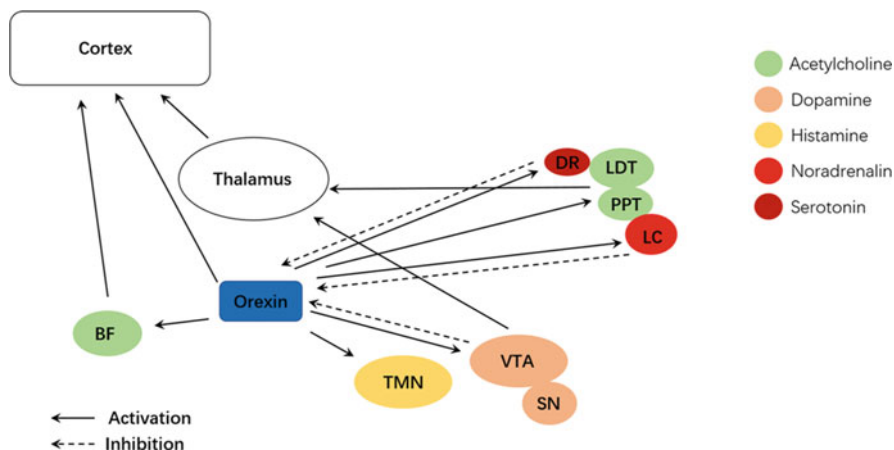 Cortex
Acetylcholine
Dopamine
Histamine
Noradrenalin
Serotonin
Thalamus
DR
LDT
PPT
LC
Orexin
BF
VTA
TMN
SN
Activation
Inhibition